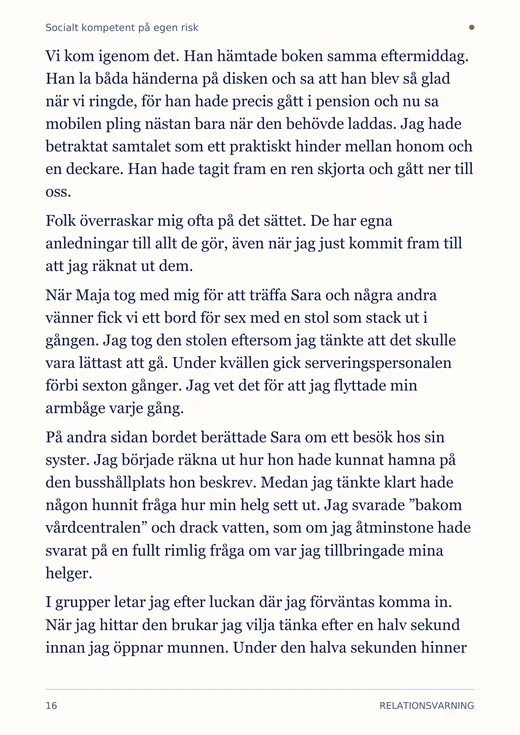 Socialt kompetent på egen risk
Vi kom igenom det. Han hämtade boken samma eftermiddag.
Han la båda händerna på disken och sa att han blev så glad
när vi ringde, för han hade precis gått i pension och nu sa
mobilen pling nästan bara när den behövde laddas. Jag hade
betraktat samtalet som ett praktiskt hinder mellan honom och
en deckare. Han hade tagit fram en ren skjorta och gått ner till
oss.
Folk överraskar mig ofta på det sättet. De har egna
anledningar till allt de gör, även när jag just kommit fram till
att jag räknat ut dem.
När Maja tog med mig för att träffa Sara och några andra
vänner fick vi ett bord för sex med en stol som stack ut i
gången. Jag tog den stolen eftersom jag tänkte att det skulle
vara lättast att gå. Under kvällen gick serveringspersonalen
förbi sexton gånger. Jag vet det för att jag flyttade min
armbåge varje gång.
På andra sidan bordet berättade Sara om ett besök hos sin
syster. Jag började räkna ut hur hon hade kunnat hamna på
den busshållplats hon beskrev. Medan jag tänkte klart hade
någon hunnit fråga hur min helg sett ut. Jag svarade ”bakom
vårdcentralen” och drack vatten, som om jag åtminstone hade
svarat på en fullt rimlig fråga om var jag tillbringade mina
helger.
I grupper letar jag efter luckan där jag förväntas komma in.
När jag hittar den brukar jag vilja tänka efter en halv sekund
innan jag öppnar munnen. Under den halva sekunden hinner
16 RELATIONSVARNING